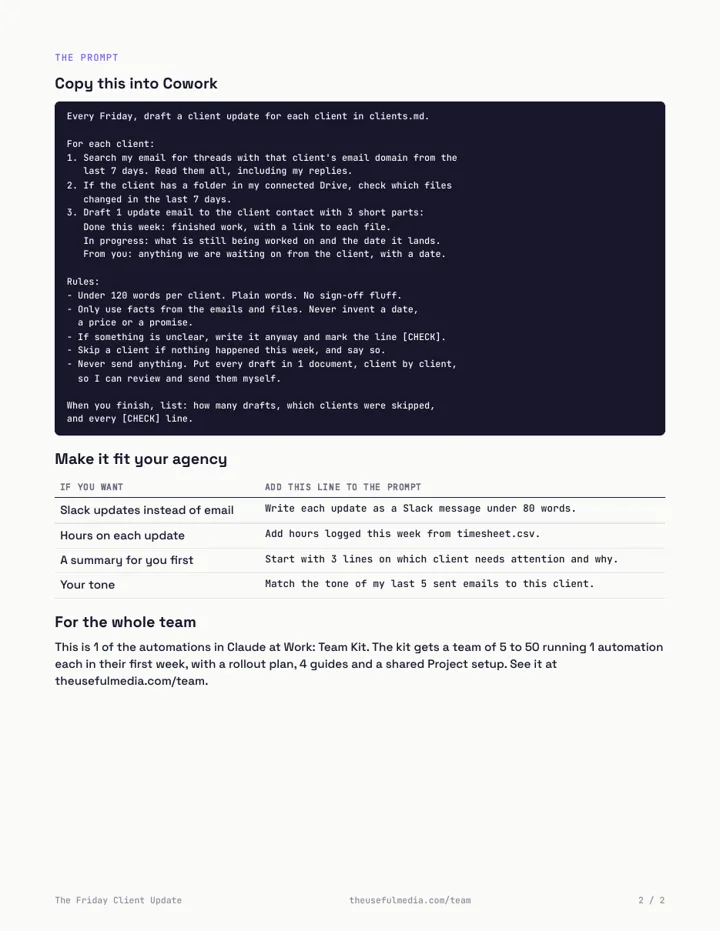 THE PROMPT
Copy this into Cowork
Every Friday, draft a client update for each client in clients.md.
For each client:
1. Search my email for threads with that client's email domain from the
last 7 days. Read them all, including my replies.
2. If the client has a folder in my connected Drive, check which files
changed in the last 7 days.
3. Draft 1 update email to the client contact with 3 short parts:
Done this week: finished work, with a link to each file.
In progress: what is still being worked on and the date it lands.
From you: anything we are waiting on from the client, with a date.
Rules:
- Under 120 words per client. Plain words. No sign-off fluff.
- Only use facts from the emails and files. Never invent a date,
a price or a promise.
- If something is unclear, write it anyway and mark the line [CHECK].
- Skip a client if nothing happened this week, and say so.
- Never send anything. Put every draft in 1 document, client by client,
so I can review and send them myself.
When you finish, list: how many drafts, which clients were skipped,
and every [CHECK] line.
Make it fit your agency
IF YOU WANT ADD THIS LINE TO THE PROMPT
Slack updates instead of email Write each update as a Slack message under 80 words.
Hours on each update Add hours logged this week from timesheet.csv.
A summary for you first Start with 3 lines on which client needs attention and why.
Your tone Match the tone of my last 5 sent emails to this client.
For the whole team
This is 1 of the automations in Claude at Work: Team Kit. The kit gets a team of 5 to 50 running 1 automation
each in their first week, with a rollout plan, 4 guides and a shared Project setup. See it at
theusefulmedia.com/team.
The Friday Client Update theusefulmedia.com/team 2 / 2